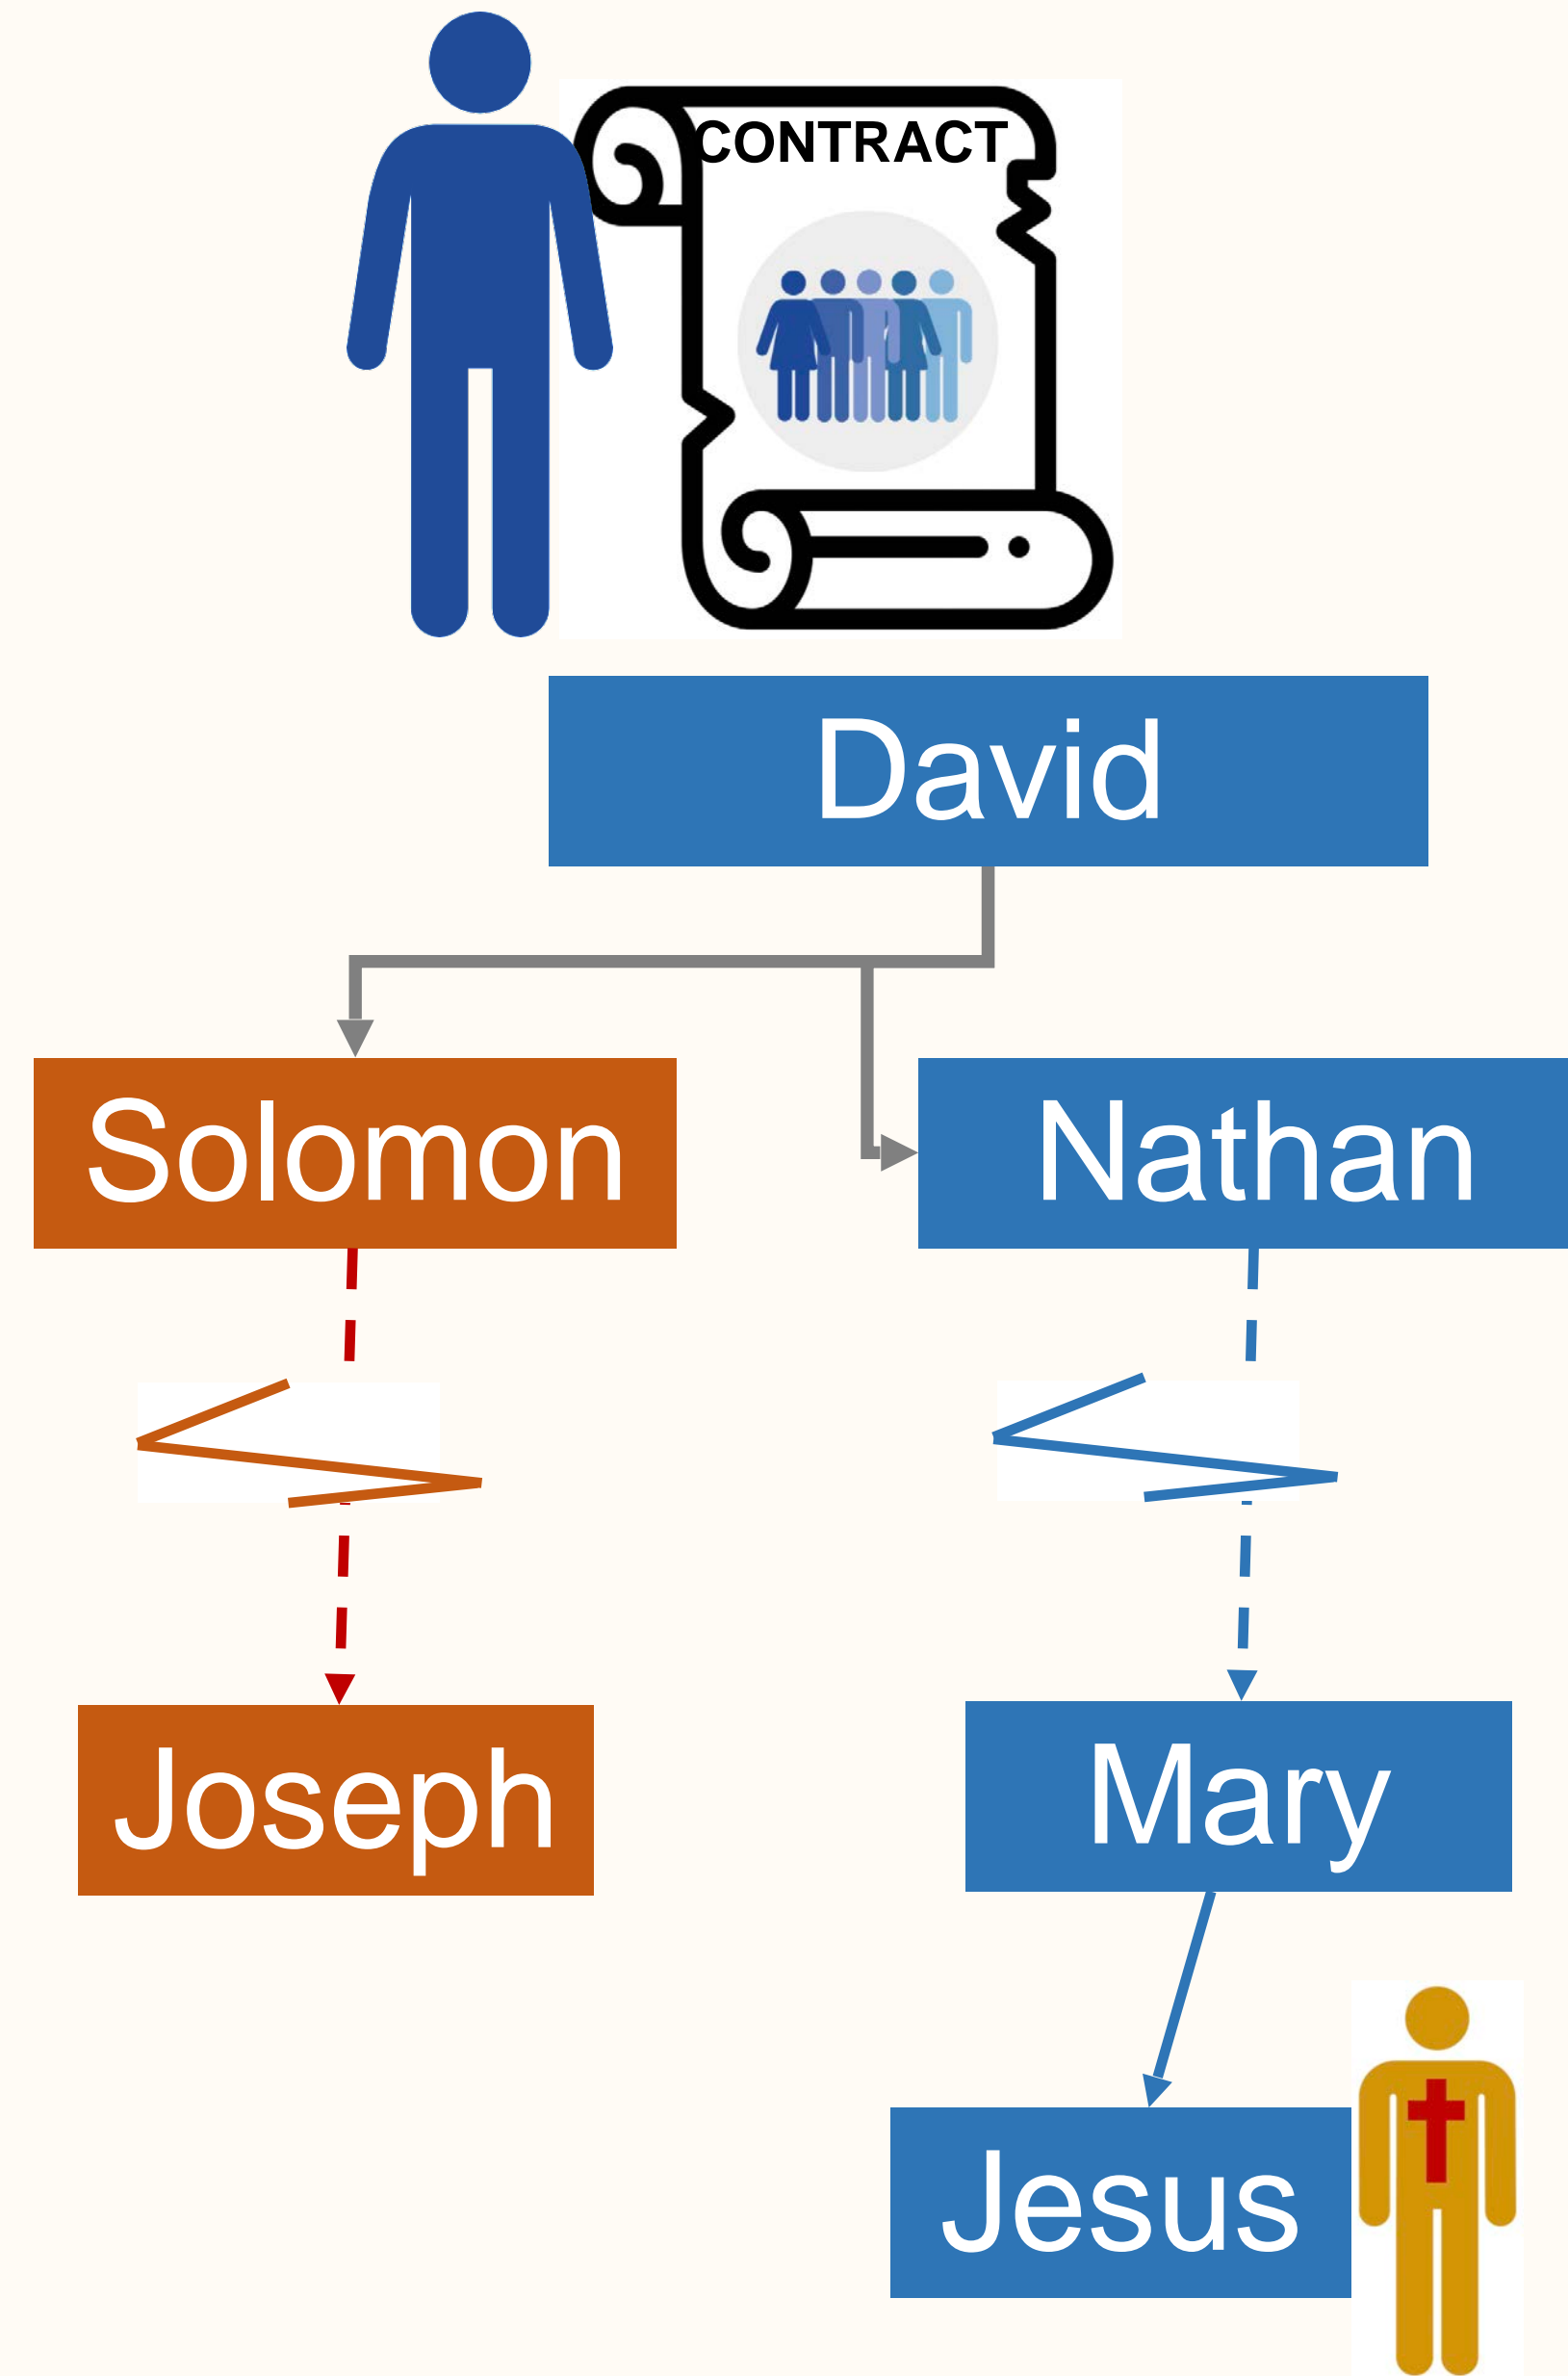 CONTRACT
David
Solomon
Nathan
Joseph
Mary
Jesus